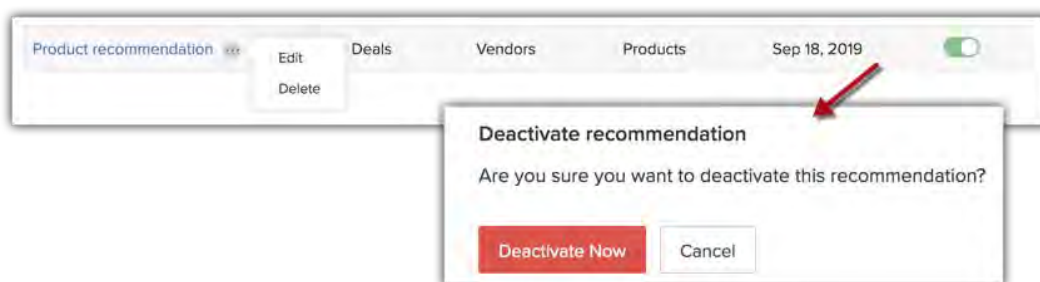 Product recommendation ... Deals Vendors Products Sep 18, 2019
Edit
Delete
Deactivate recommendation
Are you sure you want to deactivate this recommendation?
Deactivate Now Cancel